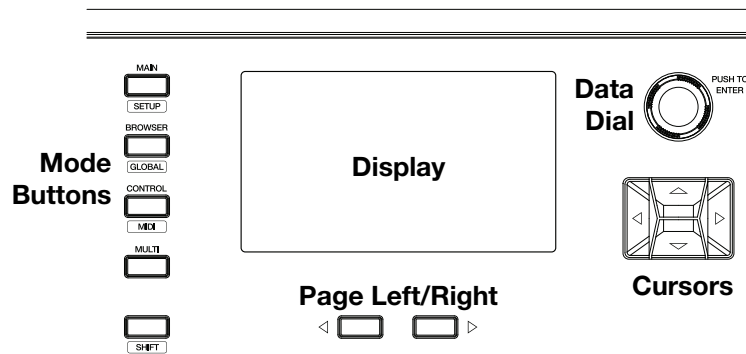 MAIN
SETUP
BROWSER
GLOBAL
CONTROL
MIDI
MULTI
SHIFT
Mode
Buttons
Display
Page Left/Right
Data
Dial
PUSH TO
ENTER
Cursors